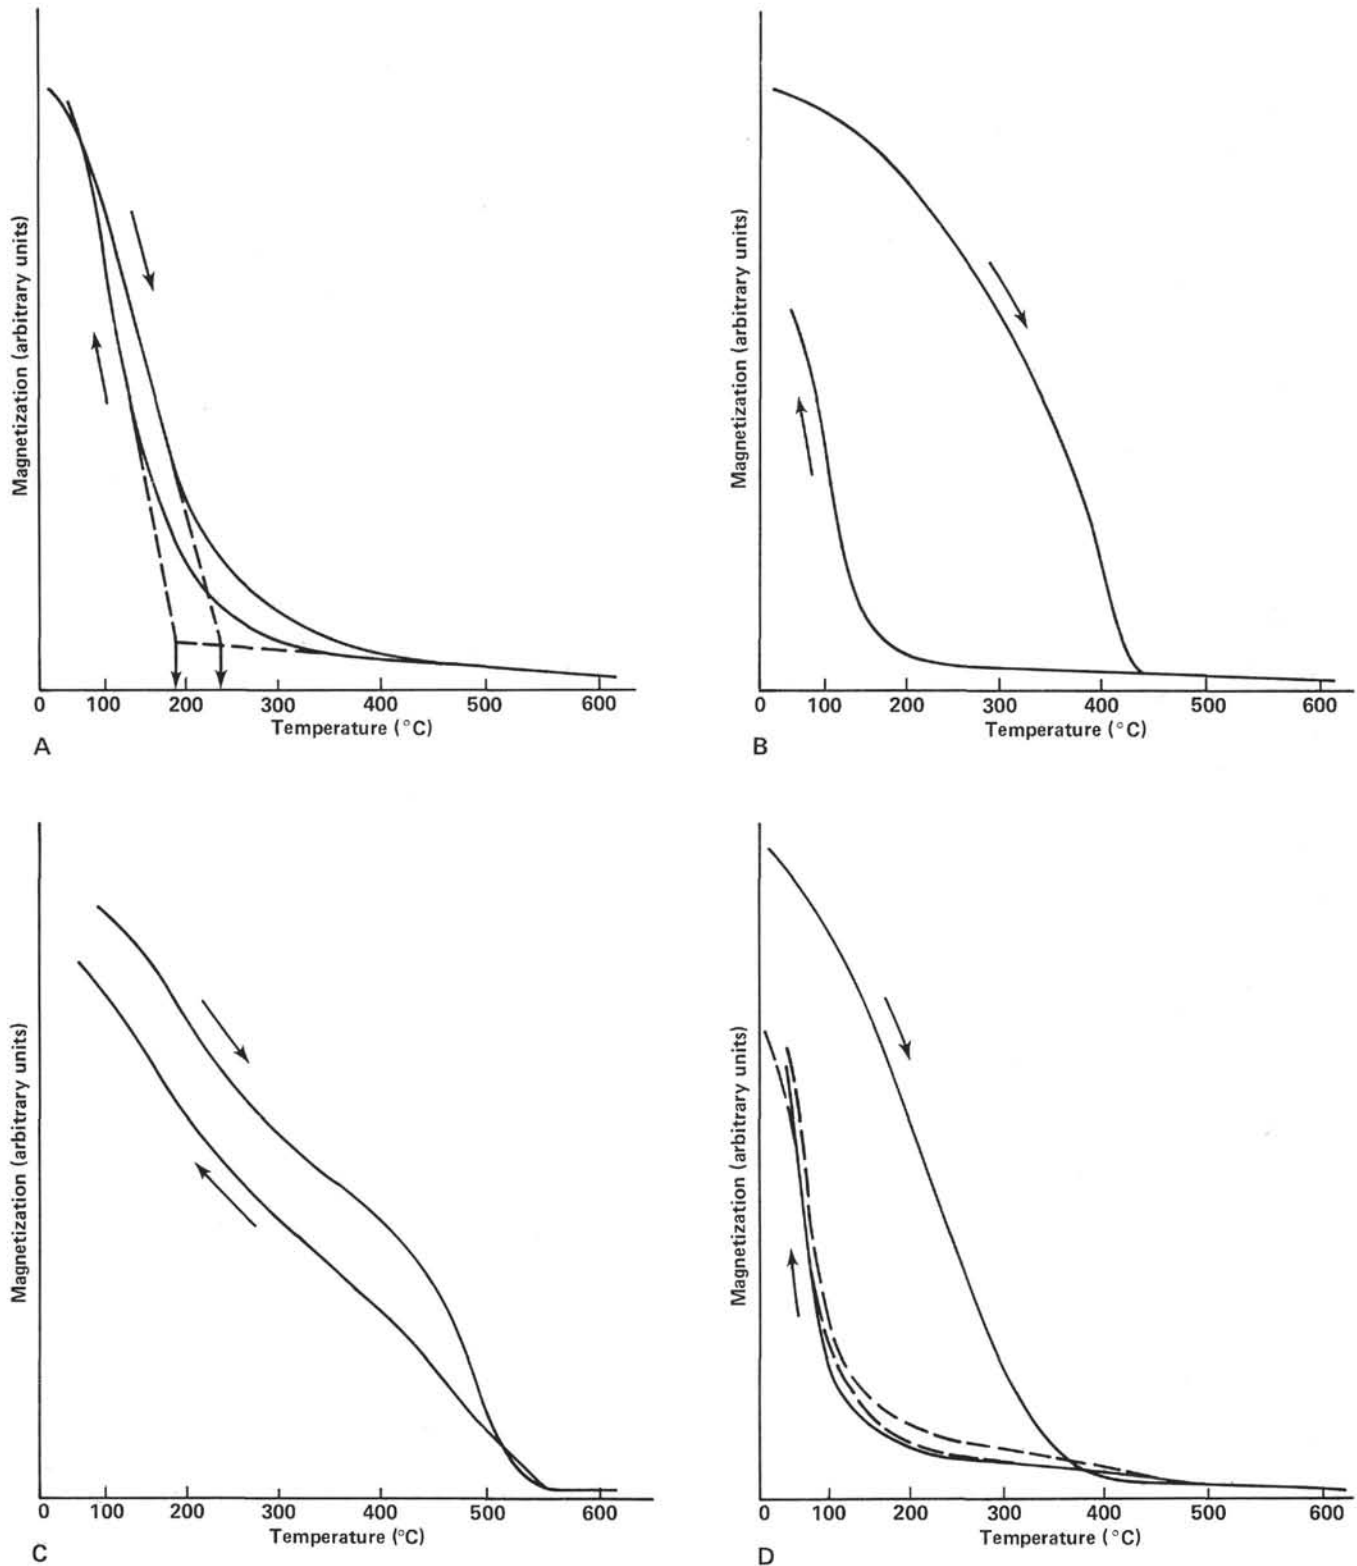 Magnetization (arbitrary units)
0 100 200 300 400 500 600
Temperature (°C)
A
Magnetization (arbitrary units)
0 100 200 300 400 500 600
Temperature (°C)
B
Magnetization (arbitrary units)
0 100 200 300 400 500 600
Temperature (°C)
C
Magnetization (arbitrary units)
0 100 200 300 400 500 600
Temperature (°C)
D